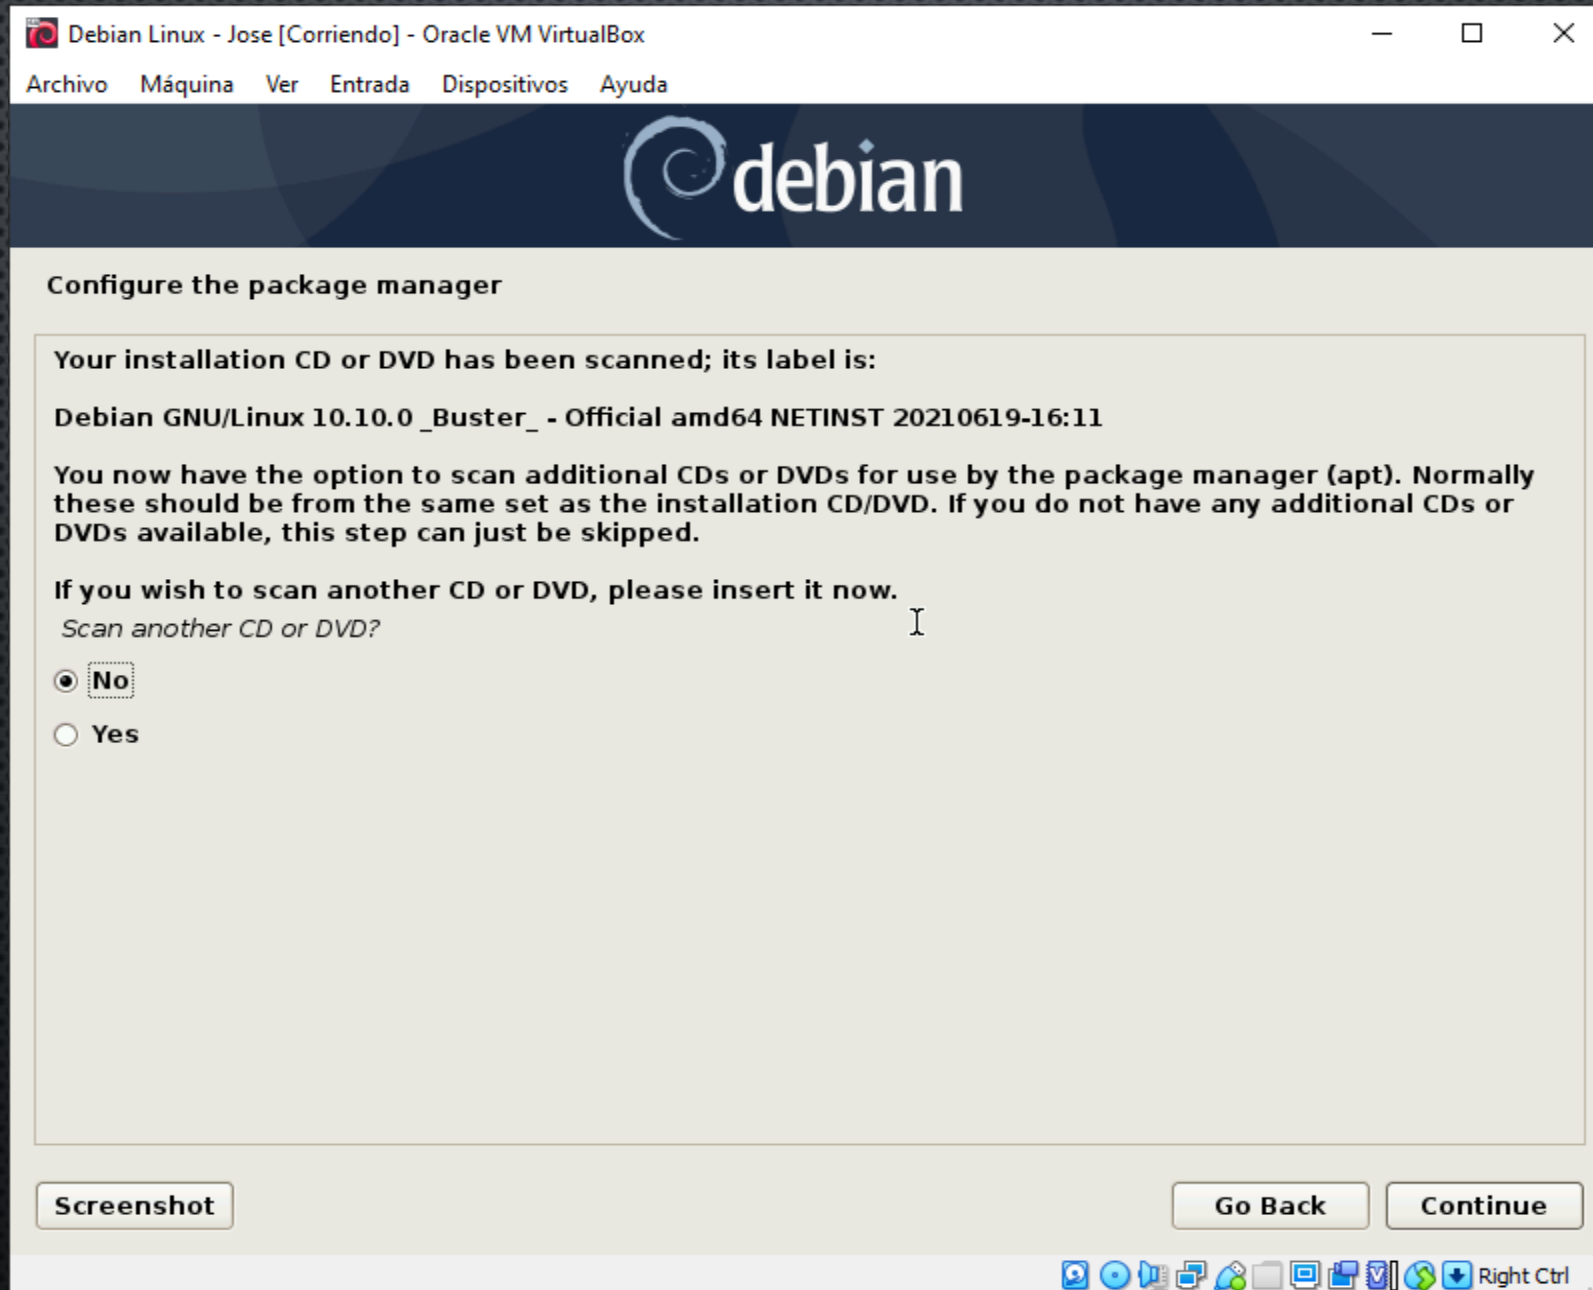 Debian Linux - Jose [Corriendo] - Oracle VM VirtualBox
Archivo Máquina Ver Entrada Dispositivos Ayuda
debian
Configure the package manager
Your installation CD or DVD has been scanned; its label is:
Debian GNU/Linux 10.10.0 _Buster_ - Official amd64 NETINST 20210619-16:11
You now have the option to scan additional CDs or DVDs for use by the package manager (apt). Normally
these should be from the same set as the installation CD/DVD. If you do not have any additional CDs or
DVDs available, this step can just be skipped.
If you wish to scan another CD or DVD, please insert it now.
Scan another CD or DVD?
No
Yes
Screenshot Go Back Continue
Right Ctrl